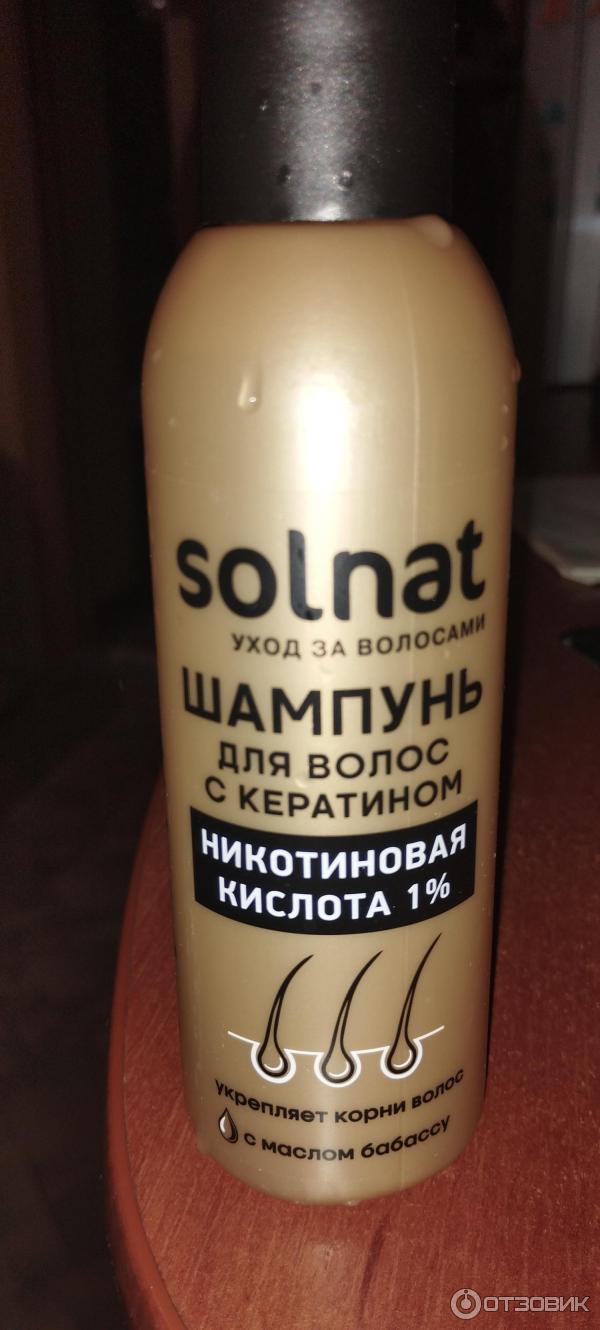 solnat
УХОД ЗА ВОЛОСАМИ
ШАМПУНЬ
ДЛЯ ВОЛОС
С КЕРАТИНОМ
НИКОТИНОВАЯ
КИСЛОТА 1%
укрепляет корни волос
с маслом бабассу
ОТЗОВИК